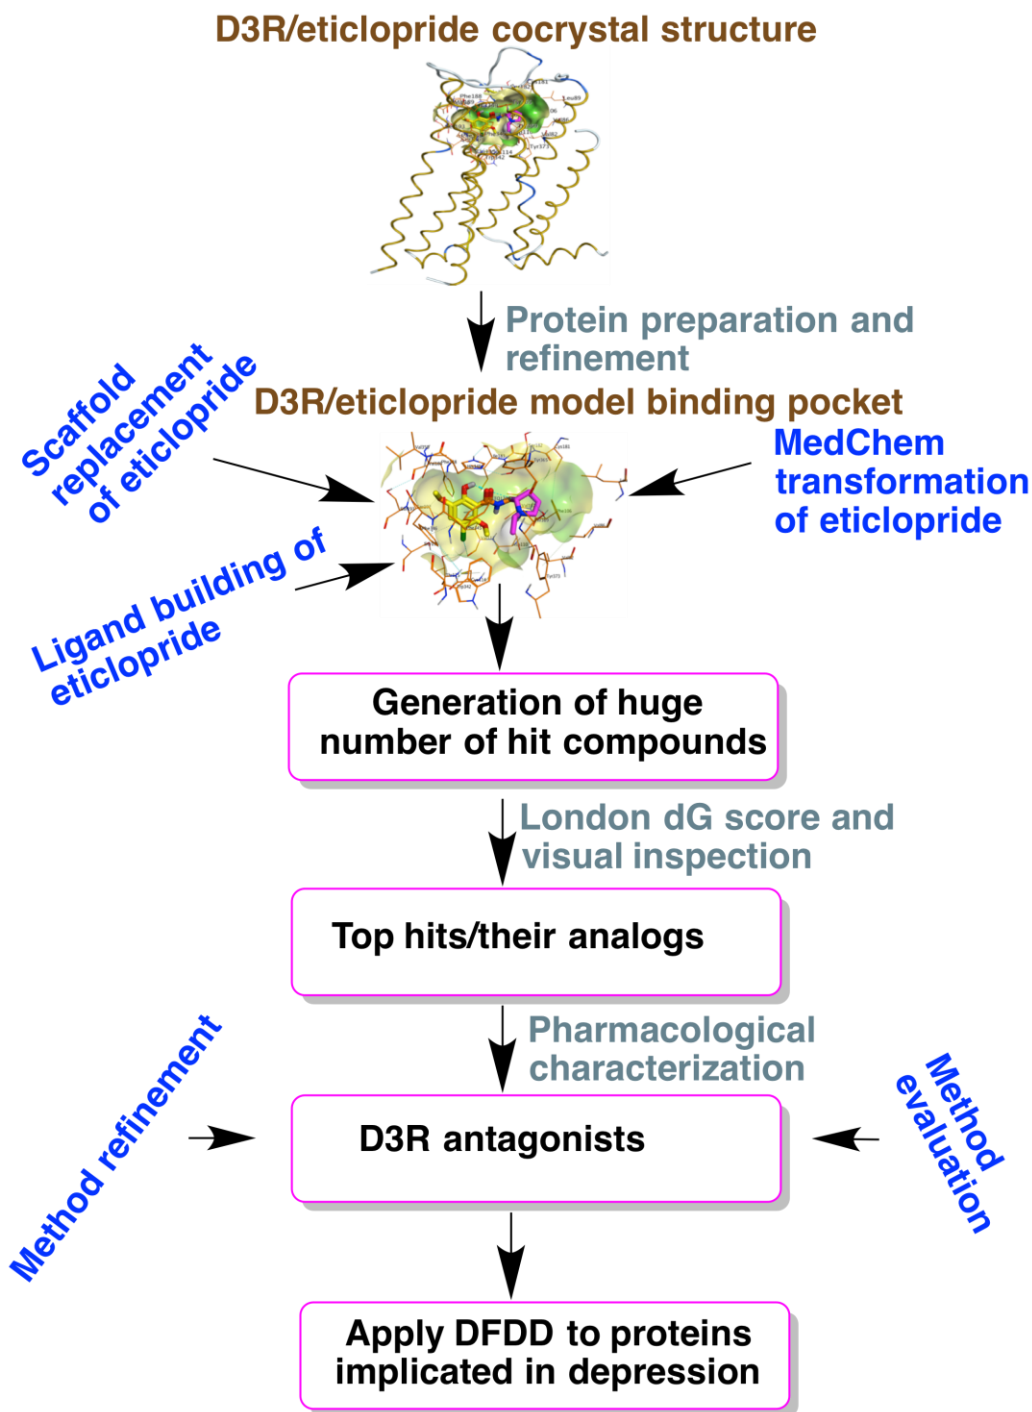 D3R/eticlopride cocrystal structure
Protein preparation and
refinement
D3R/eticlopride model binding pocket
Scaffold
replacement
of eticlopride
MedChem
transformation
of eticlopride
Ligand building of
eticlopride
Generation of huge
number of hit compounds
London dG score and
visual inspection
Top hits/their analogs
Pharmacological
characterization
Method refinement
D3R antagonists
Method
evaluation
Apply DFDD to proteins
implicated in depression